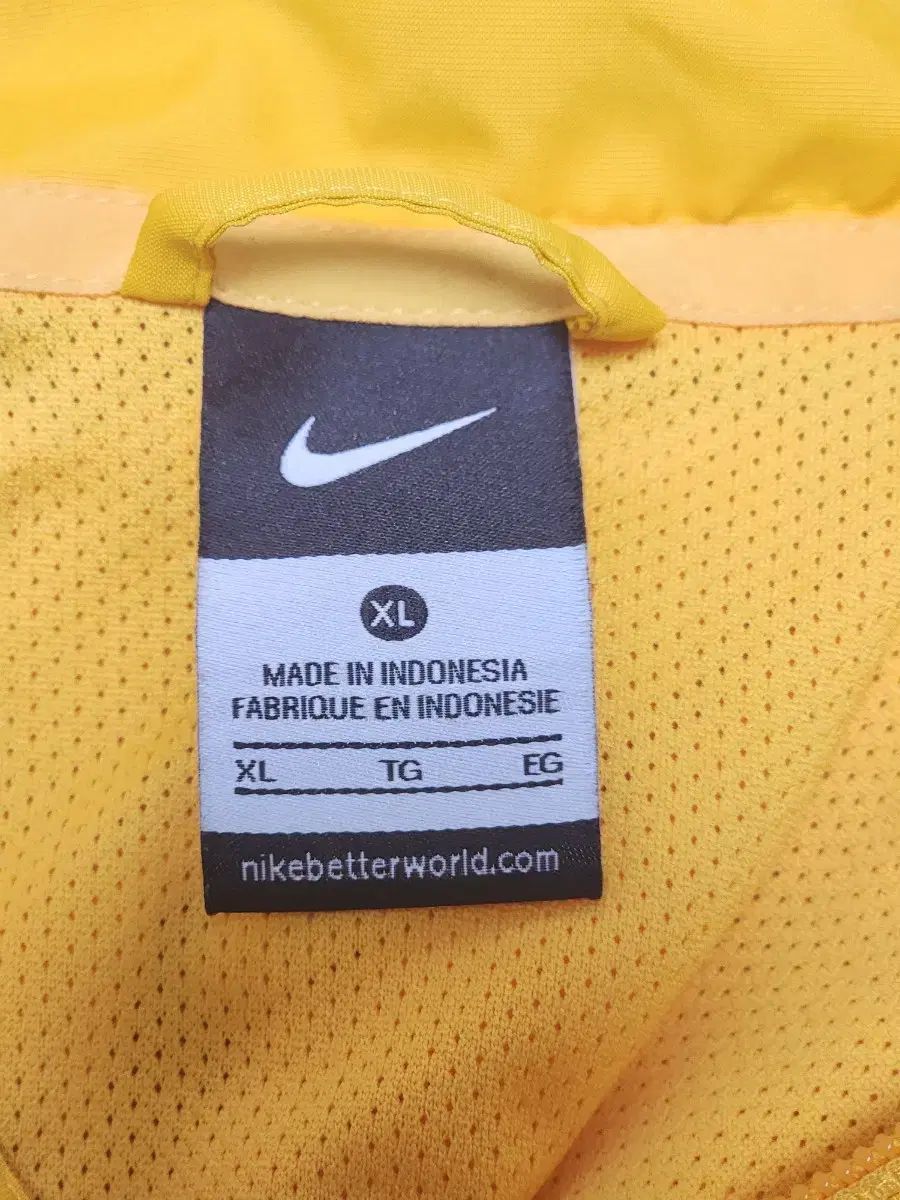 XL
MADE IN INDONESIA
FABRIQUE EN INDONESIE
XL TG EG
nikebetterworld.com